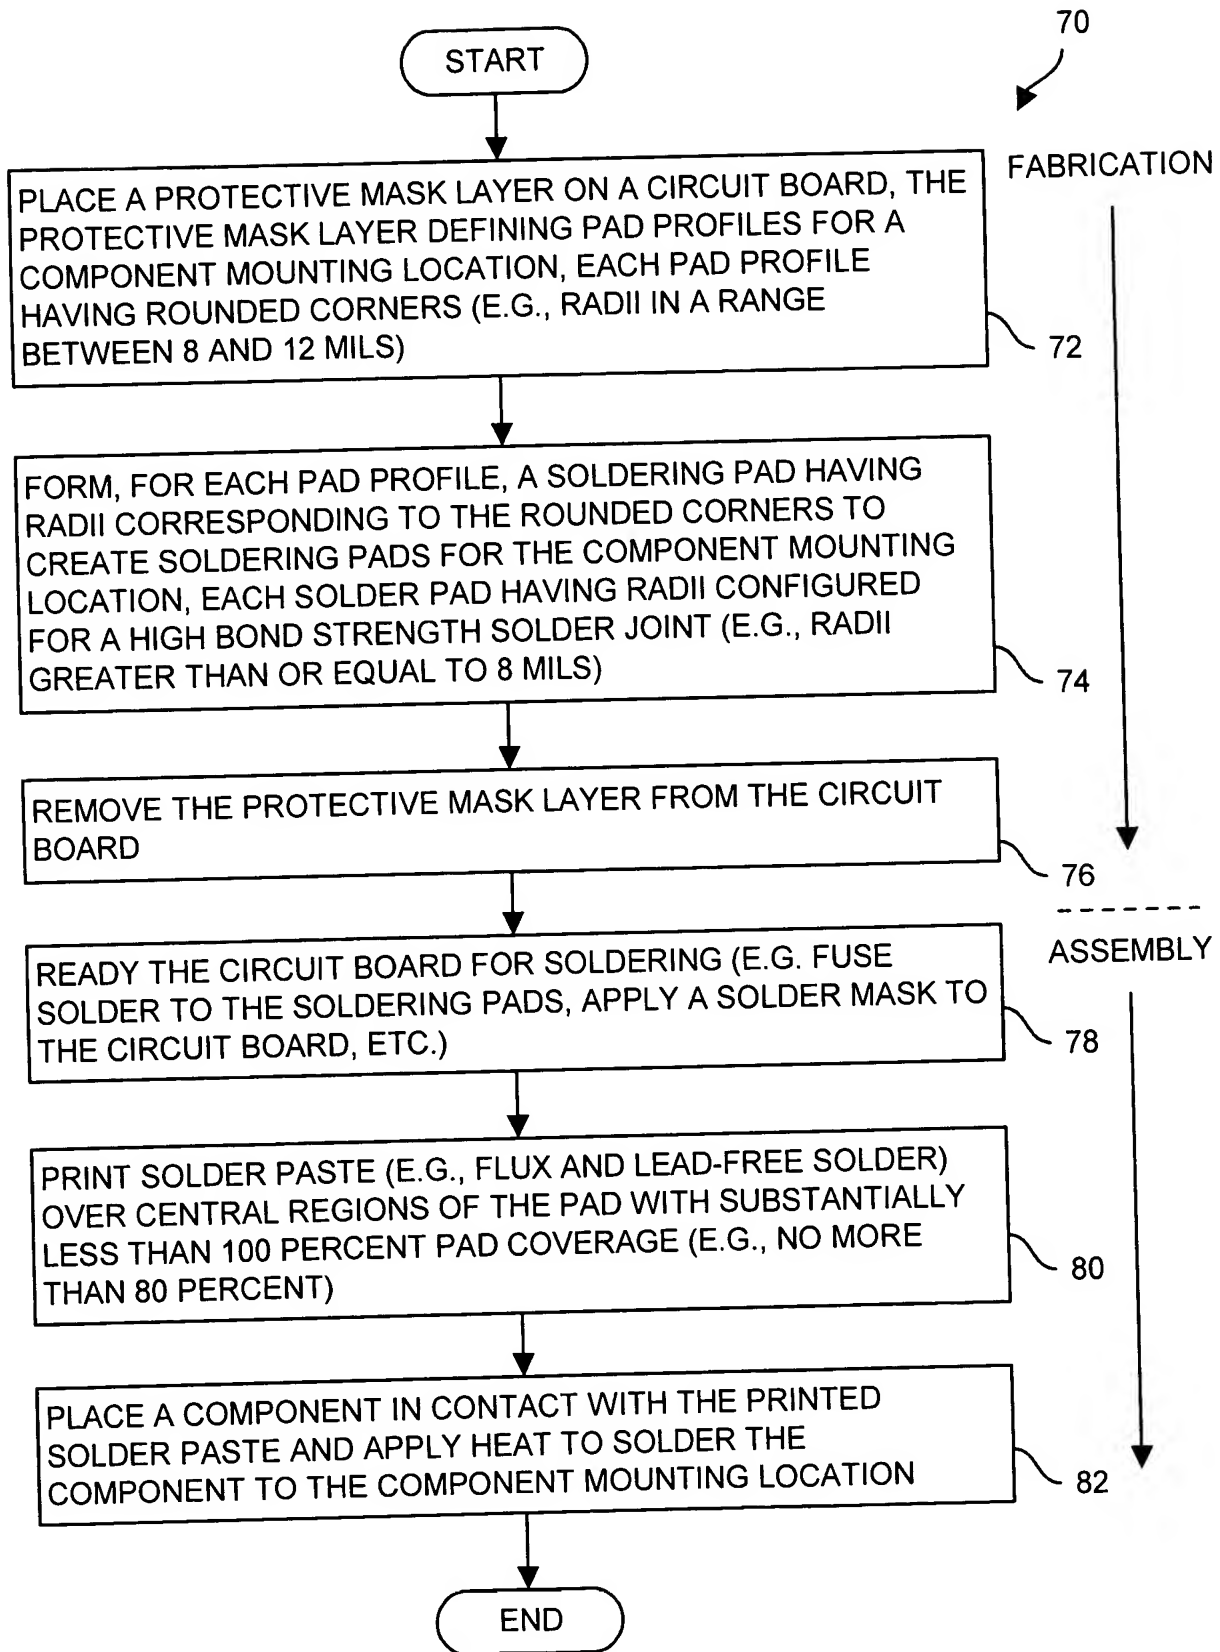 70
START
FABRICATION
PLACE A PROTECTIVE MASK LAYER ON A CIRCUIT BOARD, THE
PROTECTIVE MASK LAYER DEFINING PAD PROFILES FOR A
COMPONENT MOUNTING LOCATION, EACH PAD PROFILE
HAVING ROUNDED CORNERS (E.G., RADII IN A RANGE
BETWEEN 8 AND 12 MILS)
72
FORM, FOR EACH PAD PROFILE, A SOLDERING PAD HAVING
RADII CORRESPONDING TO THE ROUNDED CORNERS TO
CREATE SOLDERING PADS FOR THE COMPONENT MOUNTING
LOCATION, EACH SOLDER PAD HAVING RADII CONFIGURED
FOR A HIGH BOND STRENGTH SOLDER JOINT (E.G., RADII
GREATER THAN OR EQUAL TO 8 MILS)
74
REMOVE THE PROTECTIVE MASK LAYER FROM THE CIRCUIT
BOARD
76
ASSEMBLY
READY THE CIRCUIT BOARD FOR SOLDERING (E.G. FUSE
SOLDER TO THE SOLDERING PADS, APPLY A SOLDER MASK TO
THE CIRCUIT BOARD, ETC.)
78
PRINT SOLDER PASTE (E.G., FLUX AND LEAD-FREE SOLDER)
OVER CENTRAL REGIONS OF THE PAD WITH SUBSTANTIALLY
LESS THAN 100 PERCENT PAD COVERAGE (E.G., NO MORE
THAN 80 PERCENT)
80
PLACE A COMPONENT IN CONTACT WITH THE PRINTED
SOLDER PASTE AND APPLY HEAT TO SOLDER THE
COMPONENT TO THE COMPONENT MOUNTING LOCATION
82
END